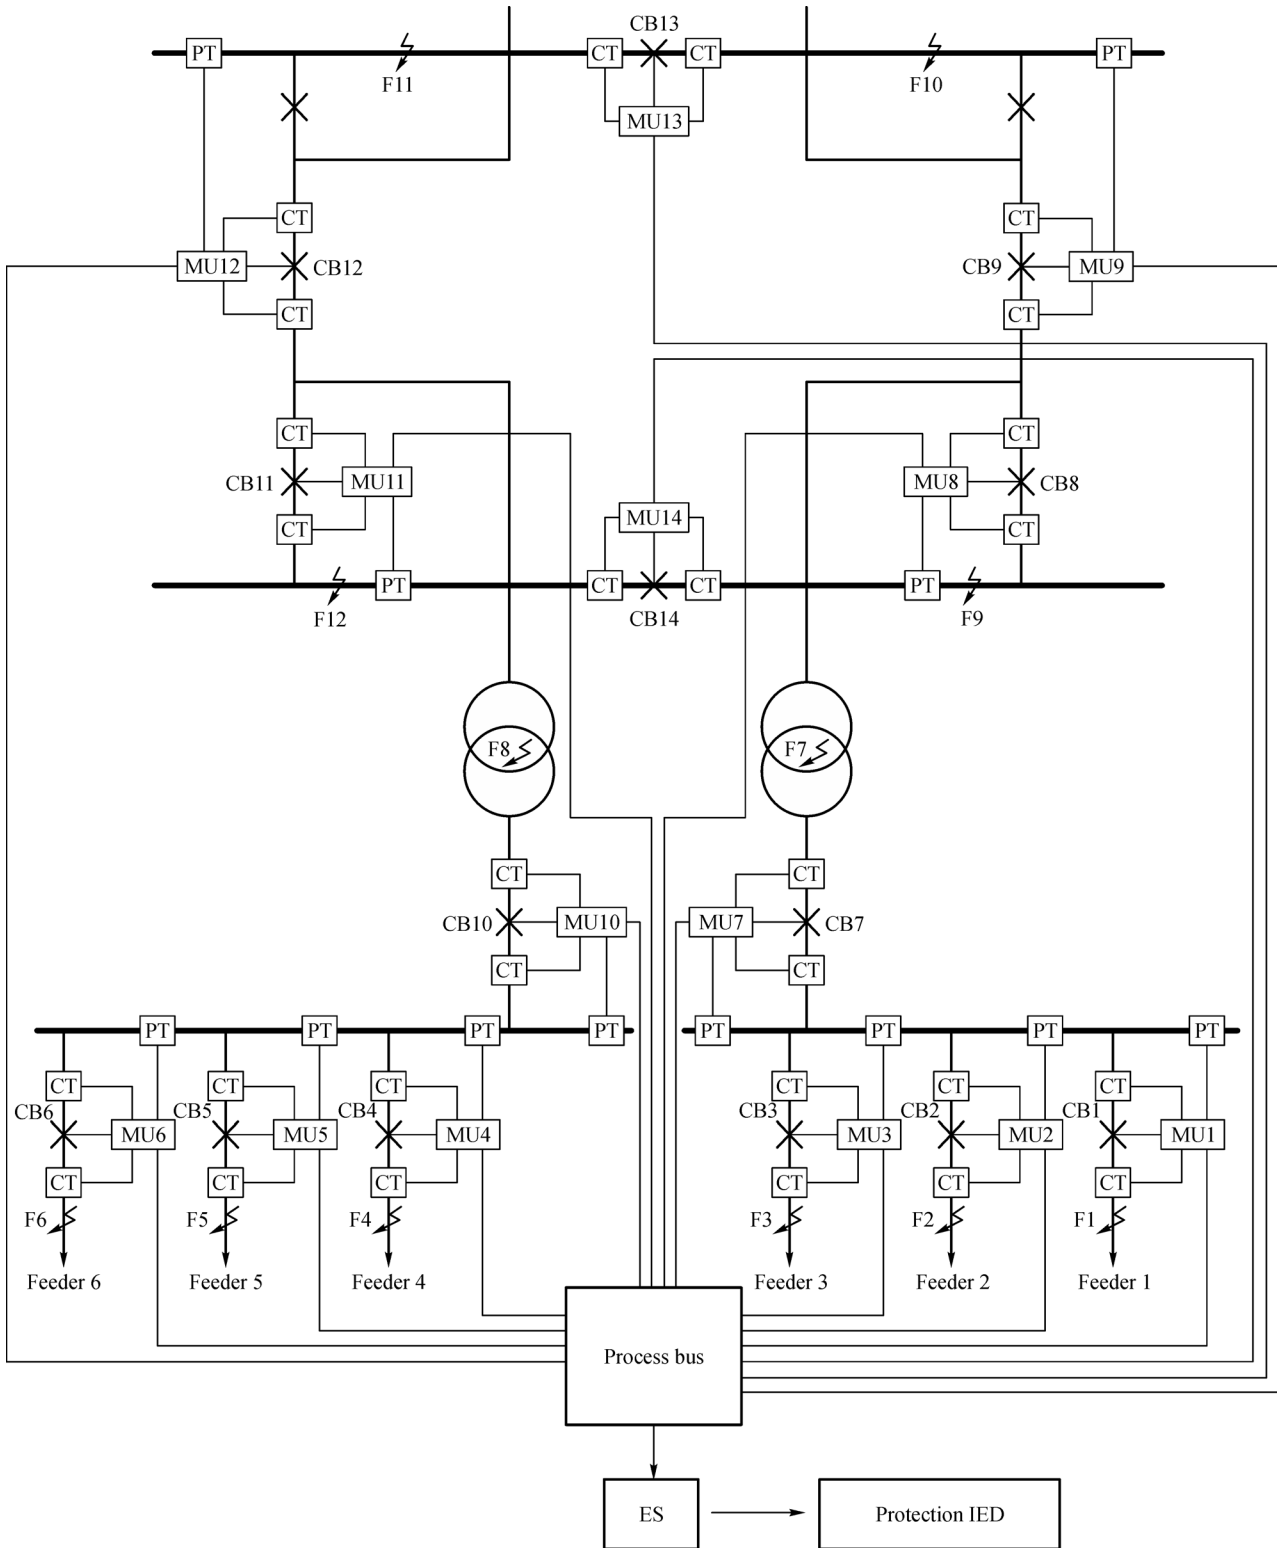 CB13
PT
CT
CT
PT
F11
F10
MU13
CT
CT
MU12
CB12
CB9
MU9
CT
CT
CT
CT
CB11
MU11
MU8
CB8
MU14
CT
CT
PT
CT
CT
PT
F12
CB14
F9
F8
F7
CT
CT
CB10
MU10
MU7
CB7
CT
CT
PT
PT
PT
PT
PT
PT
PT
PT
CT
CT
CT
CT
CT
CT
CB6
CB5
CB4
CB3
CB2
CB1
MU6
MU5
MU4
MU3
MU2
MU1
CT
CT
CT
CT
CT
CT
F6
F5
F4
F3
F2
F1
Feeder 6
Feeder 5
Feeder 4
Feeder 3
Feeder 2
Feeder 1
Process bus
ES
Protection IED